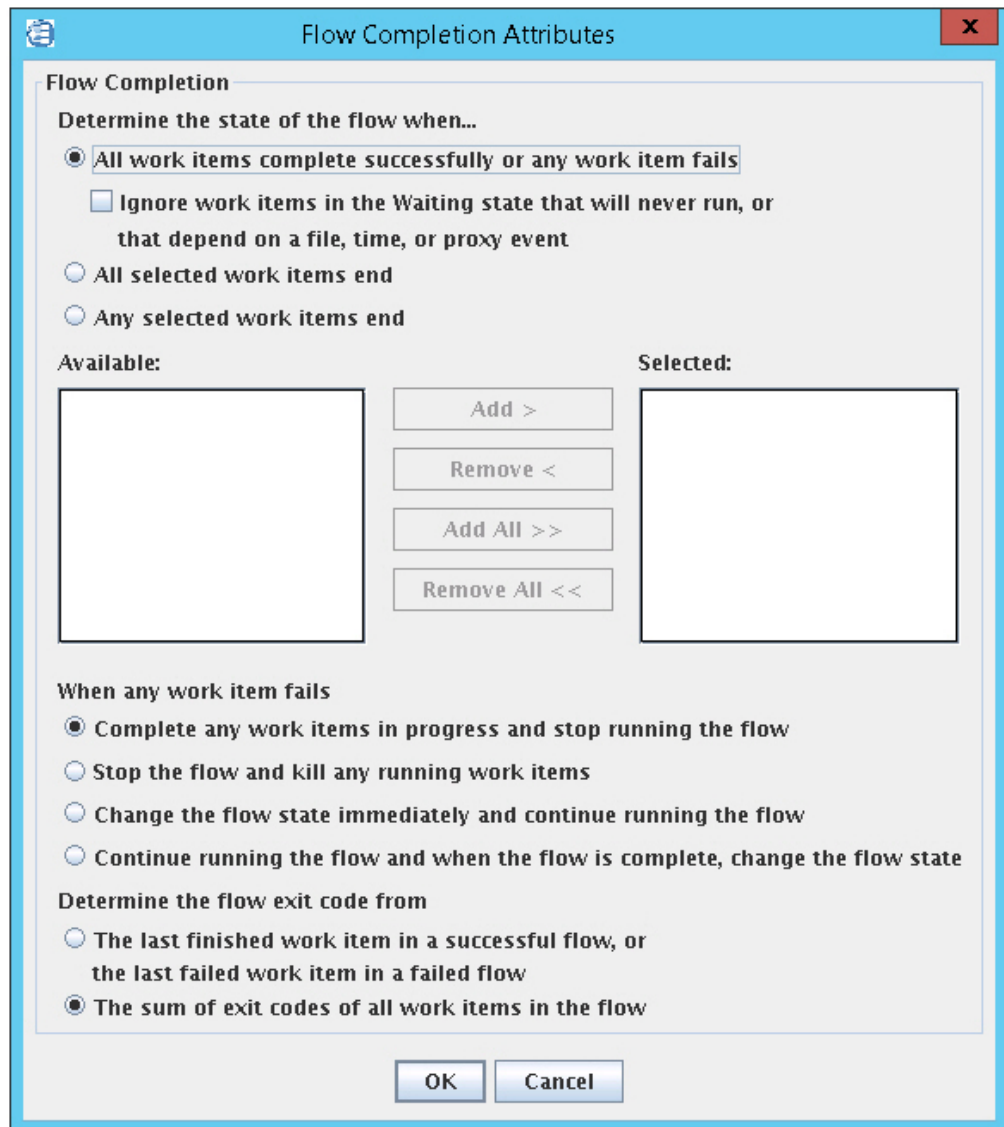 Flow Completion Attributes
x
Flow Completion
Determine the state of the flow when...
All work items complete successfully or any work item fails
Ignore work items in the Waiting state that will never run, or
that depend on a file, time, or proxy event
All selected work items end
Any selected work items end
Available:
Selected:
Add >
Remove <
Add All >>
Remove All <<
When any work item fails
Complete any work items in progress and stop running the flow
Stop the flow and kill any running work items
Change the flow state immediately and continue running the flow
Continue running the flow and when the flow is complete, change the flow state
Determine the flow exit code from
The last finished work item in a successful flow, or
the last failed work item in a failed flow
The sum of exit codes of all work items in the flow
OK
Cancel